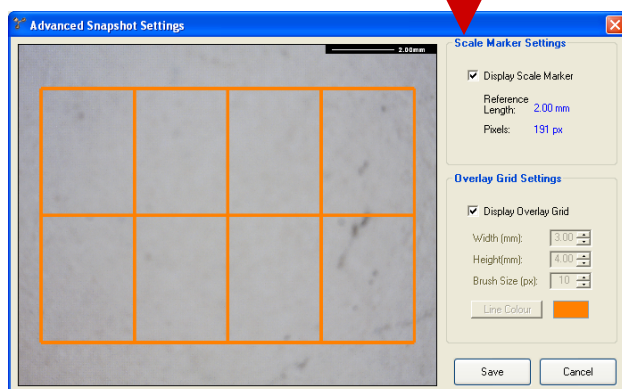 Advanced Snapshot Settings
2.00mm
Scale Marker Settings
Display Scale Marker
Reference
Length: 2.00 mm
Pixels: 191 px
Overlay Grid Settings
Display Overlay Grid
Width (mm): 3.00
Height(mm): 4.00
Brush Size (px): 10
Line Colour
Save Cancel